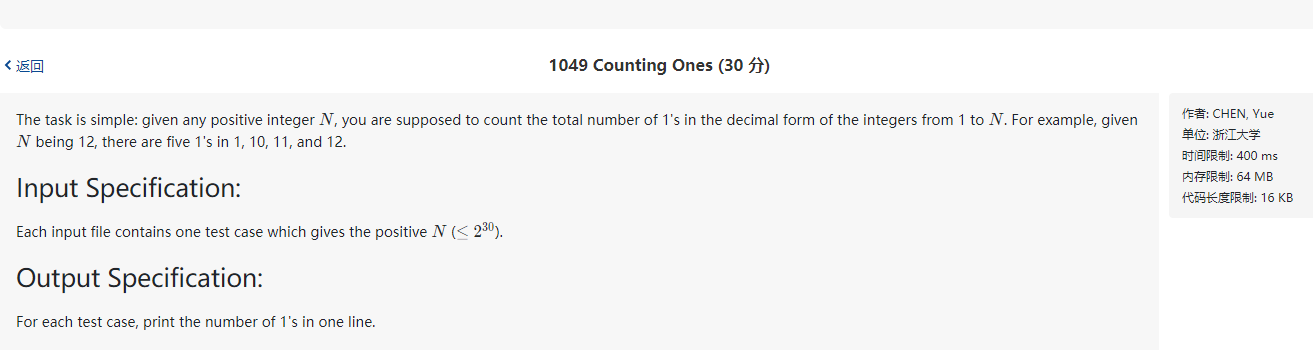 返回
1049 Counting Ones (30 分)
The task is simple: given any positive integer N, you are supposed to count the total number of 1's in the decimal form of the integers from 1 to N. For example, given
N being 12, there are five 1's in 1, 10, 11, and 12.
Input Specification:
Each input file contains one test case which gives the positive N (≤ 2³⁰).
Output Specification:
For each test case, print the number of 1's in one line.
作者: CHEN, Yue
单位: 浙江大学
时间限制: 400 ms
内存限制: 64 MB
代码长度限制: 16 KB